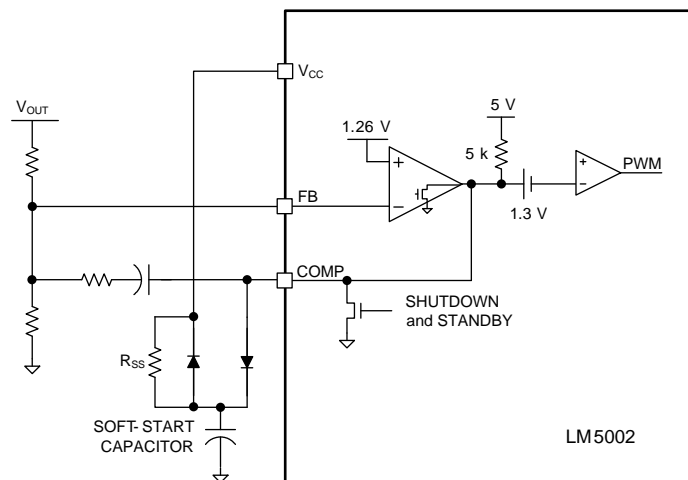 V_CC
V_OUT
5 V
1.26 V
5 k
+
+
PWM
FB
−
−
1.3 V
COMP
SHUTDOWN
and STANDBY
R_SS
SOFT- START
CAPACITOR
LM5002